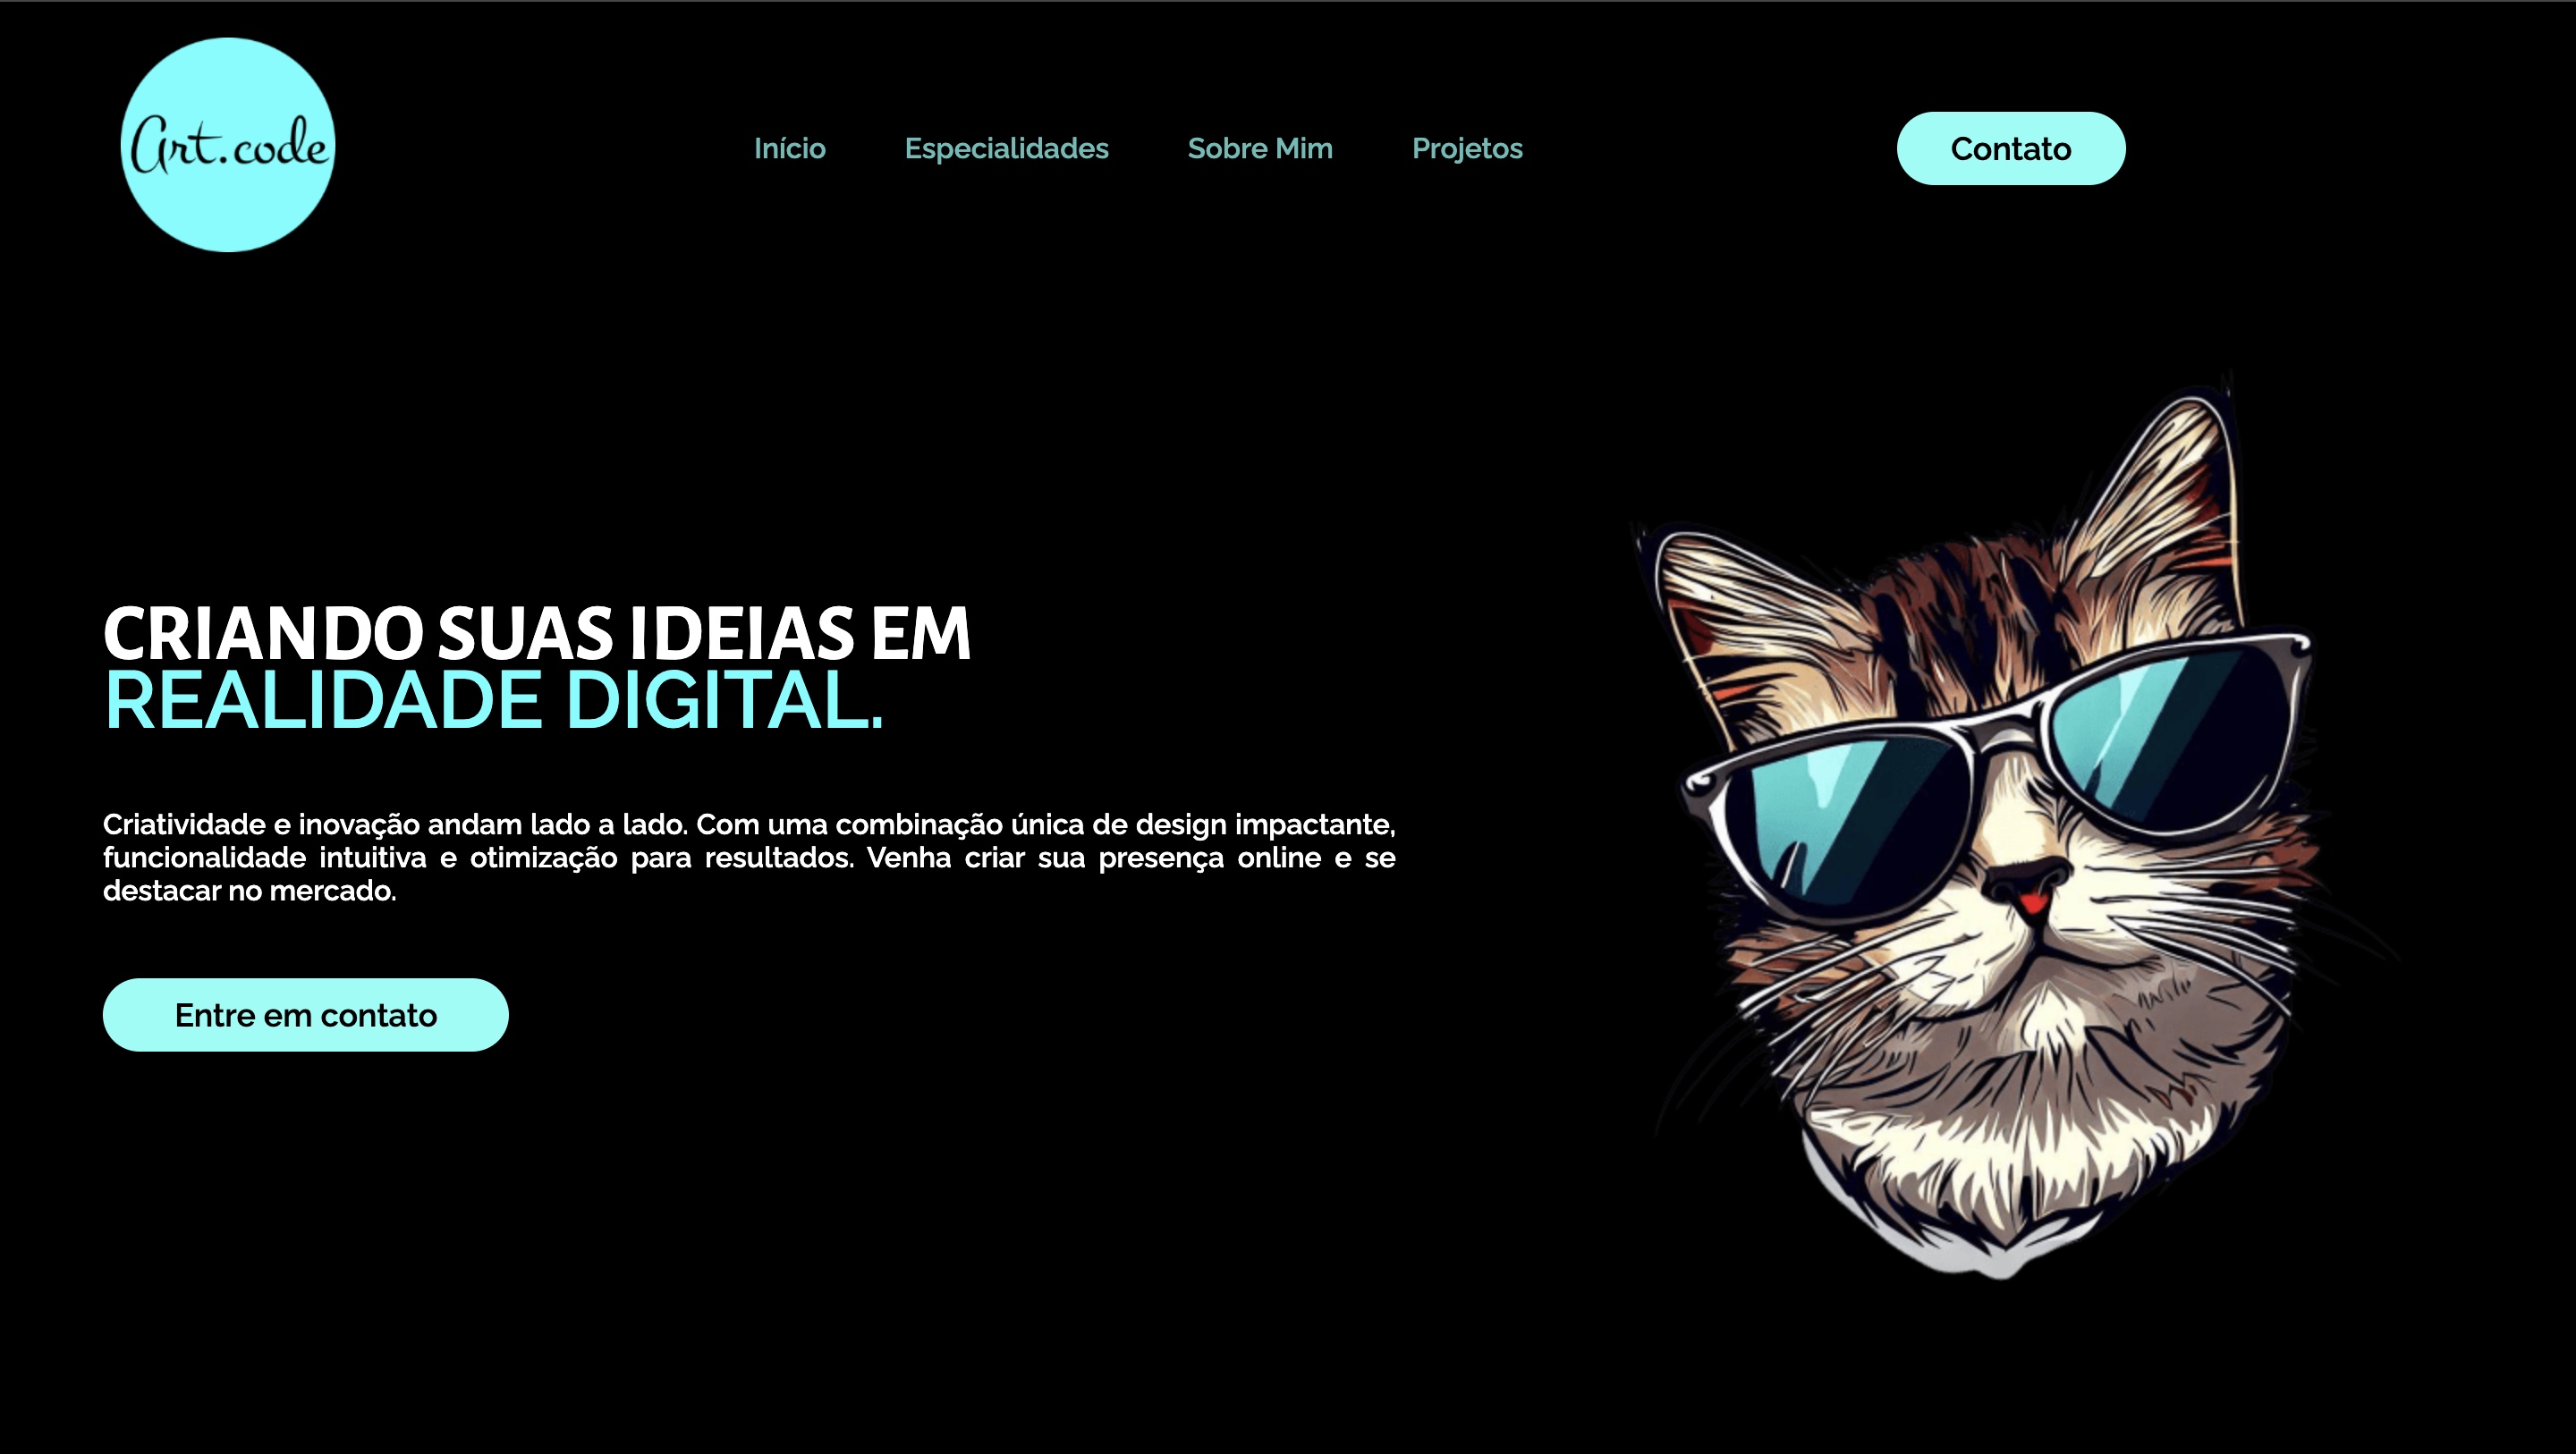 Art.code
Início
Especialidades
Sobre Mim
Projetos
Contato
CRIANDO SUAS IDEIAS EM
REALIDADE DIGITAL.
Criatividade e inovação andam lado a lado. Com uma combinação única de design impactante,
funcionalidade intuitiva e otimização para resultados. Venha criar sua presença online e se
destacar no mercado.
Entre em contato